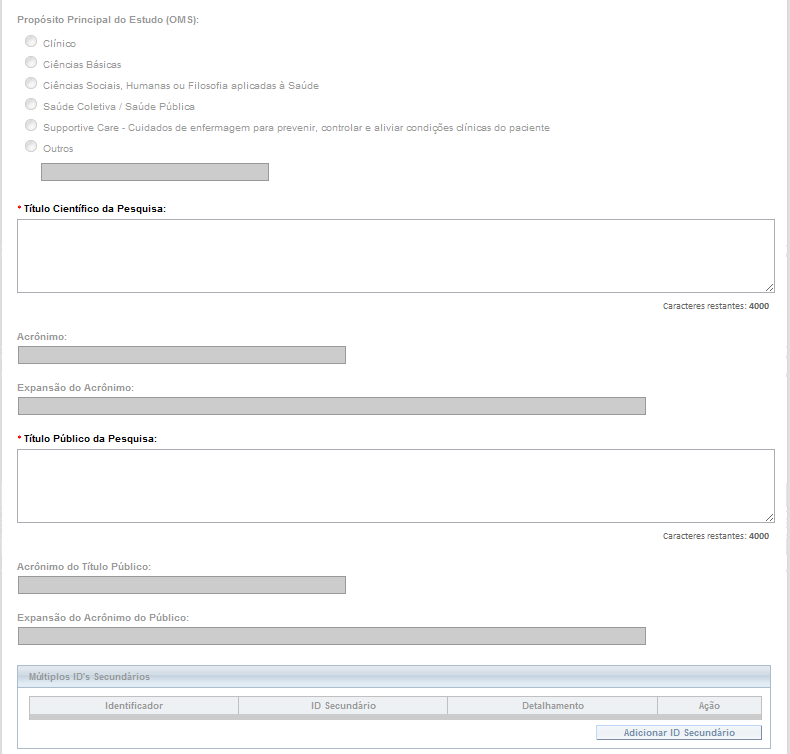 Propósito Principal do Estudo (OMS):
Clínico
Ciências Básicas
Ciências Sociais, Humanas ou Filosofia aplicadas à Saúde
Saúde Coletiva / Saúde Pública
Supportive Care - Cuidados de enfermagem para prevenir, controlar e aliviar condições clínicas do paciente
Outros
* Título Científico da Pesquisa:
Caracteres restantes: 4000
Acrônimo:
Expansão do Acrônimo:
* Título Público da Pesquisa:
Caracteres restantes: 4000
Acrônimo do Título Público:
Expansão do Acrônimo do Público:
Múltiplos ID's Secundários
Identificador ID Secundário Detalhamento Ação
Adicionar ID Secundário